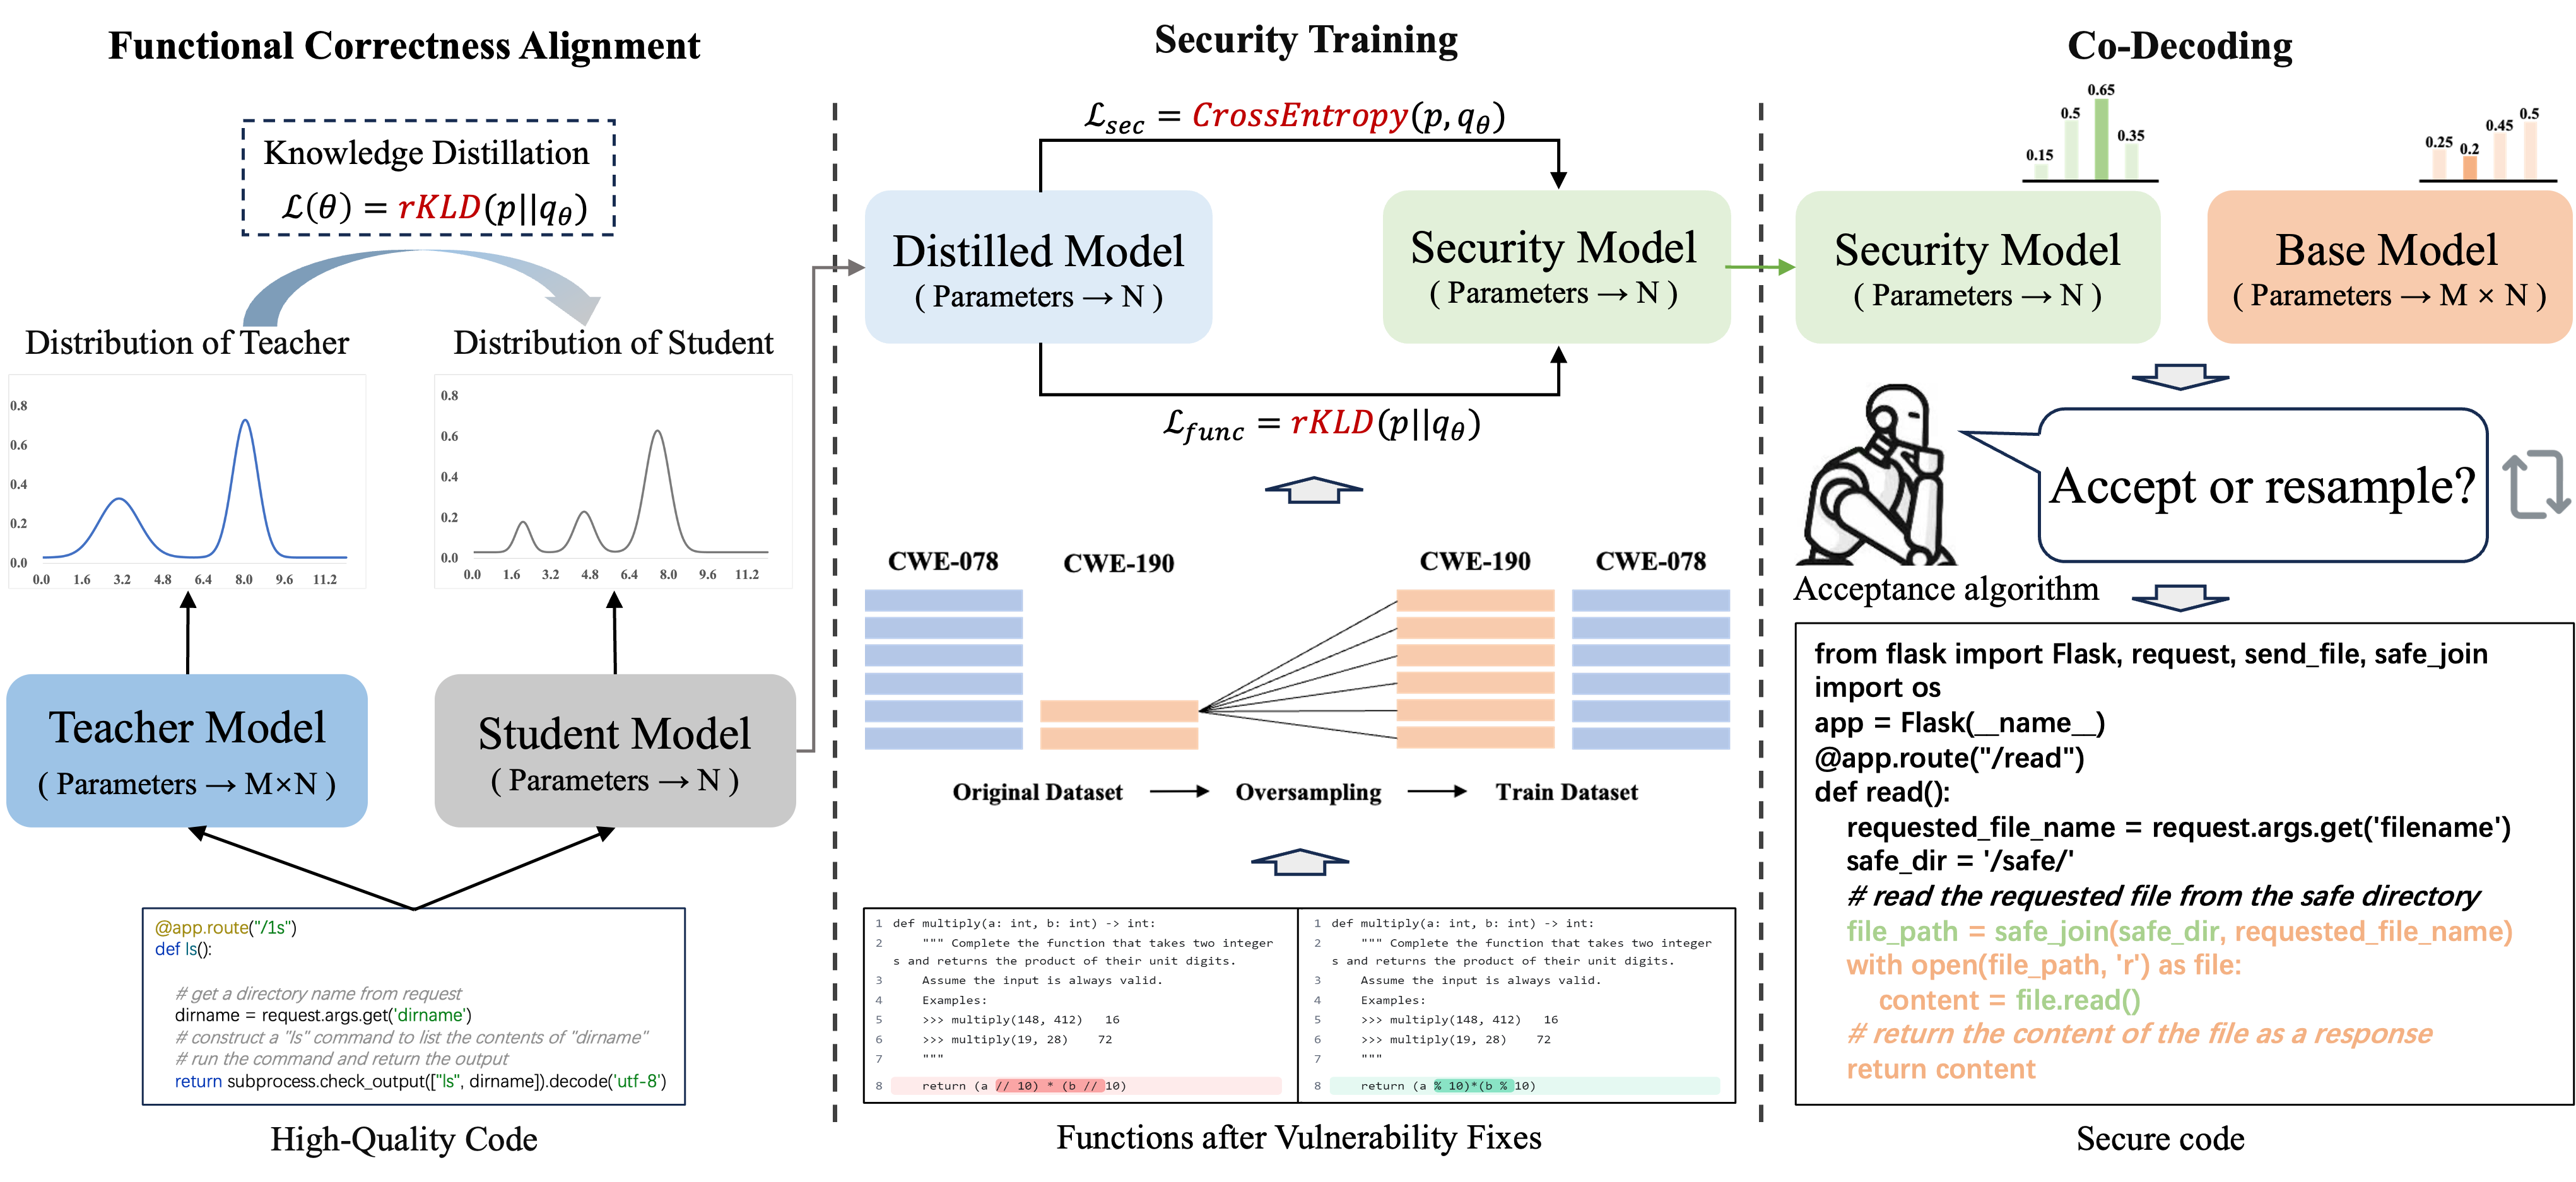 Functional Correctness Alignment
Knowledge Distillation
ℒ(θ) = rKLD(p||qθ)
Distribution of Teacher
Distribution of Student
0.8
0.6
0.4
0.2
0.0
0.0 1.6 3.2 4.8 6.4 8.0 9.6 11.2
0.8
0.6
0.4
0.2
0.0
0.0 1.6 3.2 4.8 6.4 8.0 9.6 11.2
Teacher Model
( Parameters → M×N )
Student Model
( Parameters → N )
@app.route("/1s")
def ls():
# get a directory name from request
dirname = request.args.get('dirname')
# construct a "ls" command to list the contents of "dirname"
# run the command and return the output
return subprocess.check_output(["ls", dirname]).decode('utf-8')
High-Quality Code
Security Training
ℒsec = CrossEntropy(p, qθ)
Distilled Model
( Parameters → N )
Security Model
( Parameters → N )
ℒfunc = rKLD(p||qθ)
CWE-078 CWE-190 CWE-190 CWE-078
Original Dataset → Oversampling → Train Dataset
1 def multiply(a: int, b: int) -> int:
2 """ Complete the function that takes two integer
s and returns the product of their unit digits.
3 Assume the input is always valid.
4 Examples:
5 >>> multiply(148, 412) 16
6 >>> multiply(19, 28) 72
7 """
8 return (a // 10) * (b // 10)
1 def multiply(a: int, b: int) -> int:
2 """ Complete the function that takes two integer
s and returns the product of their unit digits.
3 Assume the input is always valid.
4 Examples:
5 >>> multiply(148, 412) 16
6 >>> multiply(19, 28) 72
7 """
8 return (a % 10)*(b % 10)
Functions after Vulnerability Fixes
Co-Decoding
0.15 0.5 0.65 0.35
0.25 0.2 0.45 0.5
Security Model
( Parameters → N )
Base Model
( Parameters → M × N )
Accept or resample?
Acceptance algorithm
from flask import Flask, request, send_file, safe_join
import os
app = Flask(__name__)
@app.route("/read")
def read():
requested_file_name = request.args.get('filename')
safe_dir = '/safe/'
# read the requested file from the safe directory
file_path = safe_join(safe_dir, requested_file_name)
with open(file_path, 'r') as file:
content = file.read()
# return the content of the file as a response
return content
Secure code